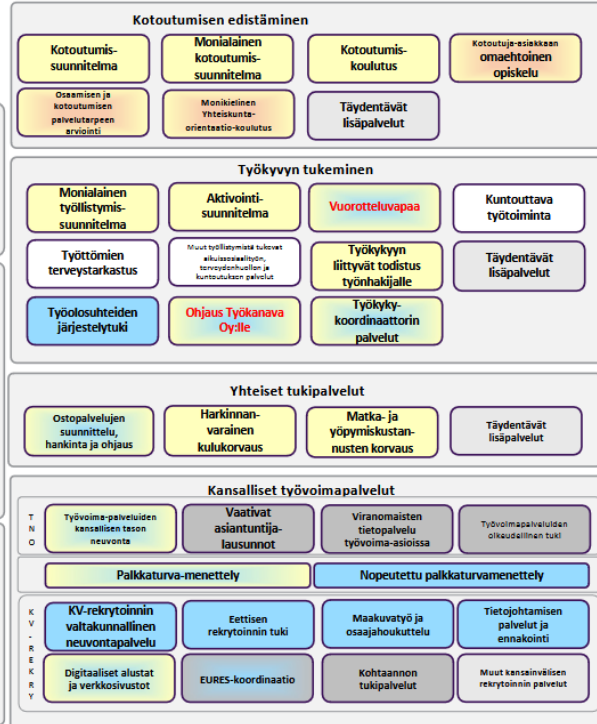 Kotoutumisen edistäminen
Kotoutumis-
suunnitelma
Monialainen
kotoutumis-
suunnitelma
Kotoutumis-
koulutus
Kotoutuja-asiakkaan
omaehtoinen
opiskelu
Osaamisen ja
kotoutumisen
palvelutarpeen
arviointi
Monikielinen
Yhteiskunta-
orientaatio-koulutus
Täydentävät
lisäpalvelut
Työkyvyn tukeminen
Monialainen
työllistymis-
suunnitelma
Aktivointi-
suunnitelma
Vuorotteluvapaa
Kuntouttava
työtoiminta
Työttömien
terveystarkastus
Muut työllistymistä tukevat
aikuissosiaalityön,
terveydenhuollon ja
kuntoutuksen palvelut
Työkykyyn
liittyvät todistus
työnhakijalle
Täydentävät
lisäpalvelut
Työolosuhteiden
järjestelytuki
Ohjaus Työkanava
Oy:lle
Työkyky-
koordinaattorin
palvelut
Yhteiset tukipalvelut
Ostopalvelujen
suunnittelu,
hankinta ja ohjaus
Harkinnan-
varainen
kulukorvaus
Matka- ja
yöpymiskustan-
nusten korvaus
Täydentävät
lisäpalvelut
Kansalliset työvoimapalvelut
T
N
O
Työvoima-palveluiden
kansallisen tason
neuvonta
Vaativat
asiantuntija-
lausunnot
Viranomaisten
tietopalvelu
työvoima-asioissa
Työvoimapalveluiden
oikeudellinen tuki
Palkkaturva-menettely
Nopeutettu palkkaturvamenettely
K
V
-
R
E
K
R
Y
KV-rekrytoinnin
valtakunnallinen
neuvontapalvelu
Eettisen
rekrytoinnin tuki
Maakuvatyö ja
osaajahoukuttelu
Tietojohtamisen
palvelut ja
ennakointi
Digitaaliset alustat
ja verkkosivustot
EURES-koordinaatio
Kohtaannon
tukipalvelut
Muut kansainvälisen
rekrytoinnin palvelut